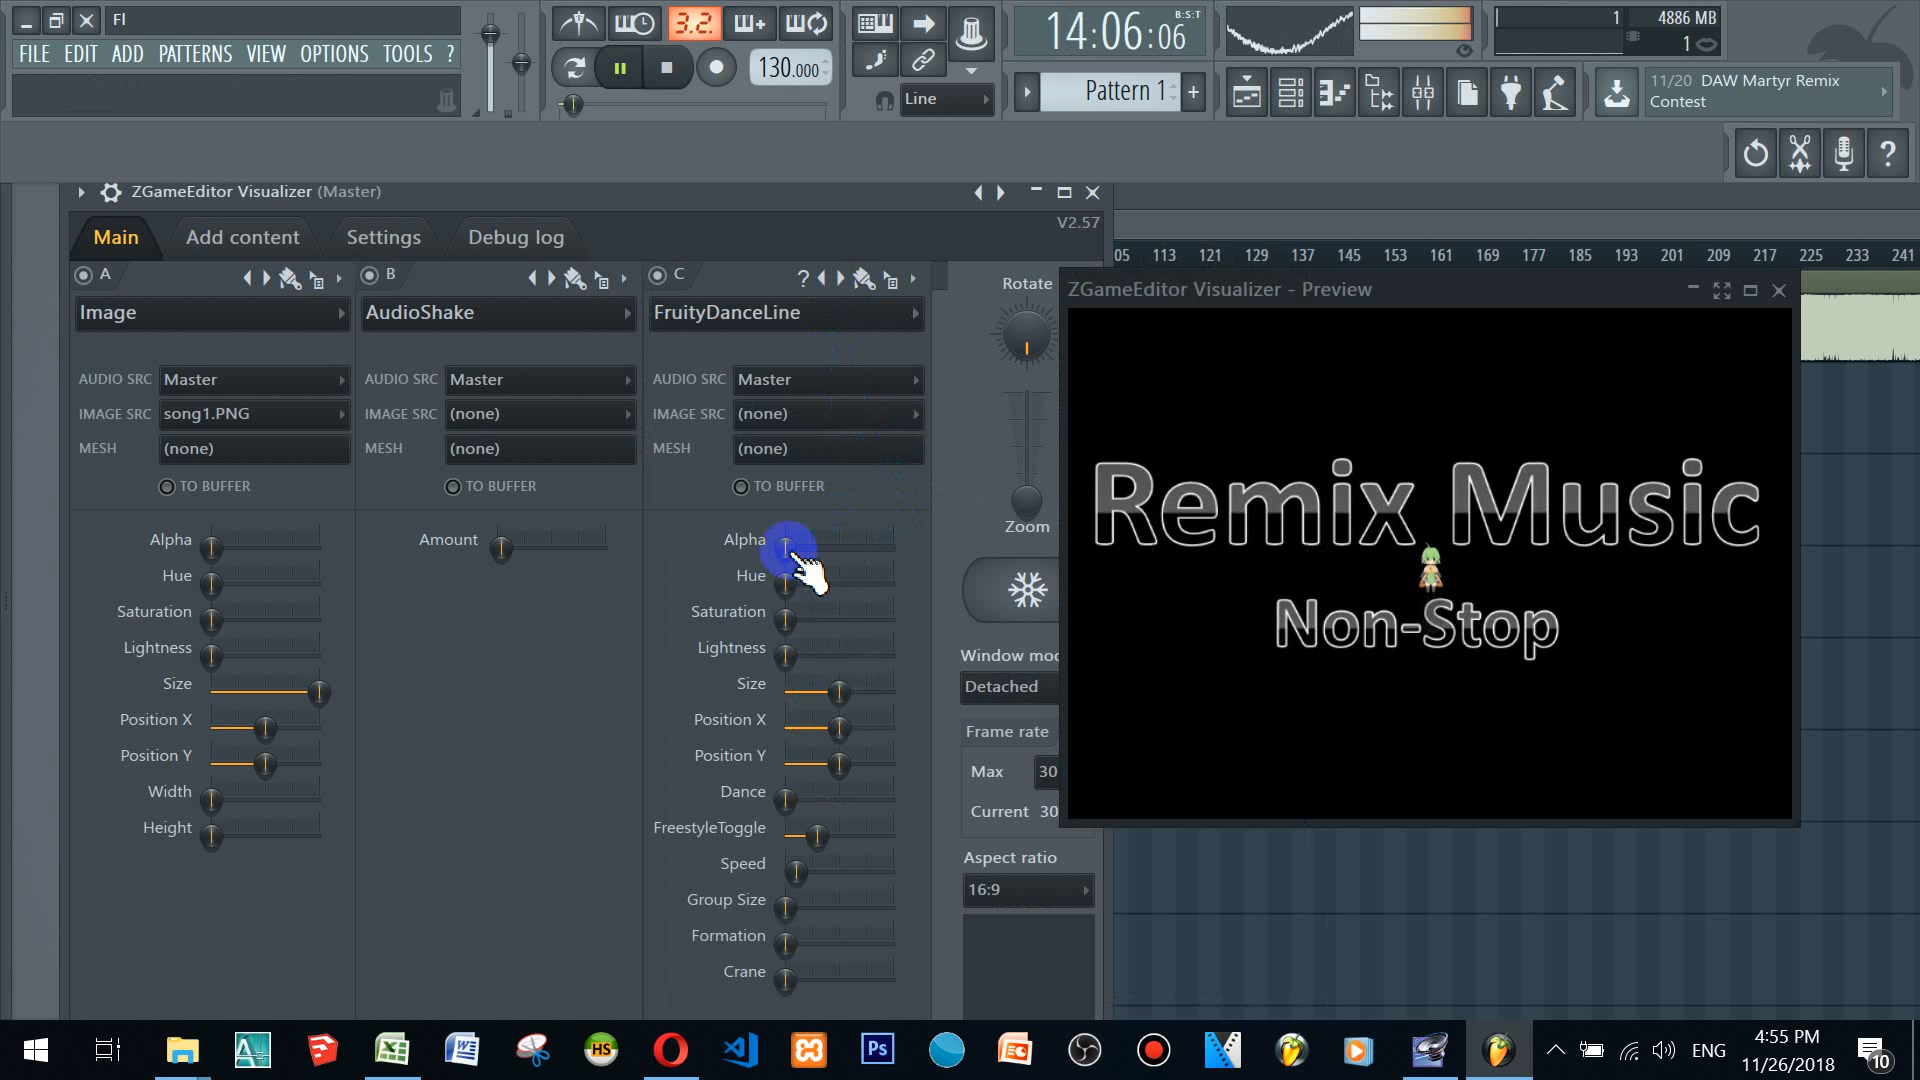 Fl
FILE EDIT ADD PATTERNS VIEW OPTIONS TOOLS ?
3.2.
130.000
Line
14:06:06
B:S:T
Pattern 1
+
1
4886 MB
1
11/20 DAW Martyr Remix
Contest
?
ZGameEditor Visualizer (Master)
Main
Add content
Settings
Debug log
V2.57
A
B
C
?
Image
AudioShake
FruityDanceLine
AUDIO SRC Master
AUDIO SRC Master
AUDIO SRC Master
IMAGE SRC song1.PNG
IMAGE SRC (none)
IMAGE SRC (none)
MESH (none)
MESH (none)
MESH (none)
TO BUFFER
TO BUFFER
TO BUFFER
Alpha
Hue
Saturation
Lightness
Size
Position X
Position Y
Width
Height
Amount
Alpha
Hue
Saturation
Lightness
Size
Position X
Position Y
Dance
FreestyleToggle
Speed
Group Size
Formation
Crane
Rotate
Zoom
Window mod
Detached
Frame rate
Max 30
Current 30
Aspect ratio
16:9
05 113 121 129 137 145 153 161 169 177 185 193 201 209 217 225 233 241
ZGameEditor Visualizer - Preview
Remix Music
Non-Stop
HS
Ps
ENG
4:55 PM
11/26/2018
10